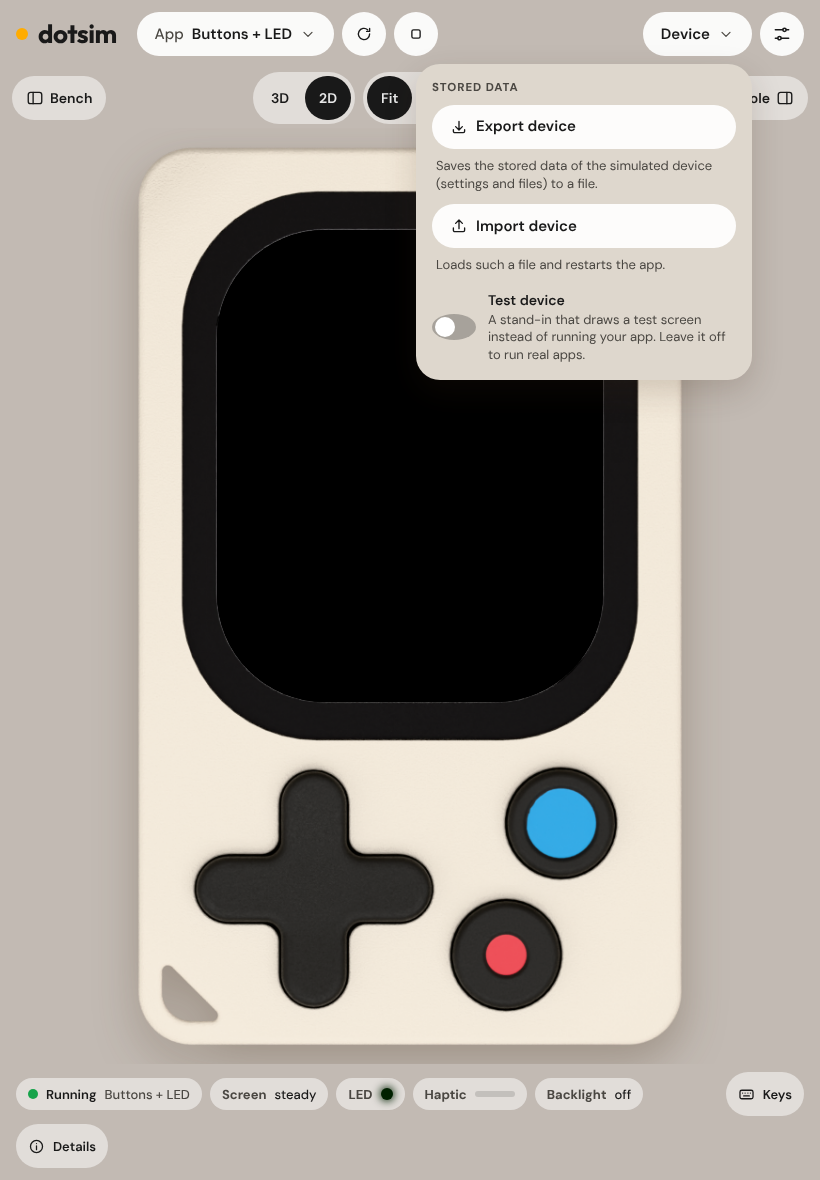 dotsim
App Buttons + LED
Device
Bench
3D 2D Fit
ole
STORED DATA
Export device
Saves the stored data of the simulated device
(settings and files) to a file.
Import device
Loads such a file and restarts the app.
Test device
A stand-in that draws a test screen
instead of running your app. Leave it off
to run real apps.
Running Buttons + LED
Screen steady
LED
Haptic
Backlight off
Keys
Details